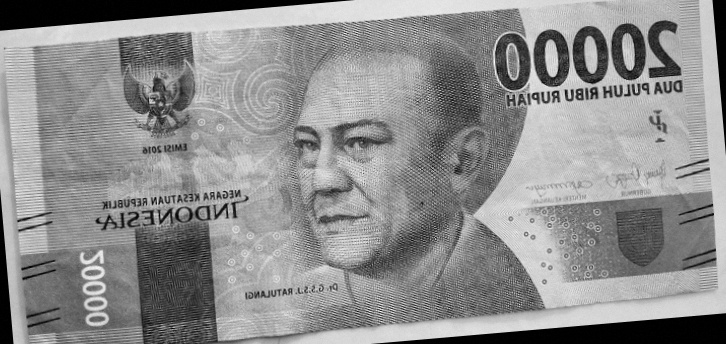 20000
DUA PULUH RIBU RUPIAH
EMISI 2016
NEGARA KESATUAN REPUBLIK
INDONESIA
GUBERNUR
MENTERI KEUANGAN
20000
Dr. G.S.S.J. RATULANGI